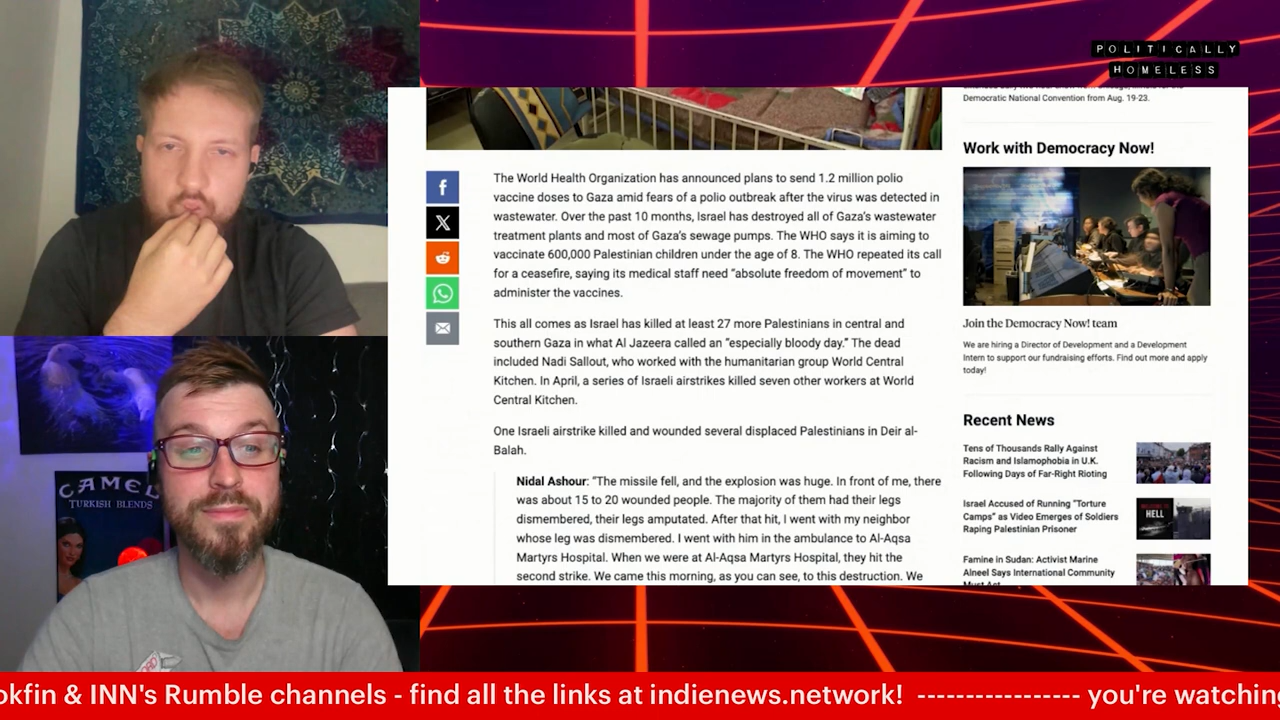 POLITICALLY
HOMELESS
Democratic National Convention from Aug. 19-23.
The World Health Organization has announced plans to send 1.2 million polio
vaccine doses to Gaza amid fears of a polio outbreak after the virus was detected in
wastewater. Over the past 10 months, Israel has destroyed all of Gaza's wastewater
treatment plants and most of Gaza's sewage pumps. The WHO says it is aiming to
vaccinate 600,000 Palestinian children under the age of 8. The WHO repeated its call
for a ceasefire, saying its medical staff need “absolute freedom of movement” to
administer the vaccines.
This all comes as Israel has killed at least 27 more Palestinians in central and
southern Gaza in what Al Jazeera called an “especially bloody day.” The dead
included Nadi Sallout, who worked with the humanitarian group World Central
Kitchen. In April, a series of Israeli airstrikes killed seven other workers at World
Central Kitchen.
One Israeli airstrike killed and wounded several displaced Palestinians in Deir al-
Balah.
Nidal Ashour: “The missile fell, and the explosion was huge. In front of me, there
was about 15 to 20 wounded people. The majority of them had their legs
dismembered, their legs amputated. After that hit, I went with my neighbor
whose leg was dismembered. I went with him in the ambulance to Al-Aqsa
Martyrs Hospital. When we were at Al-Aqsa Martyrs Hospital, they hit the
second strike. We came this morning, as you can see, to this destruction. We
Work with Democracy Now!
Join the Democracy Now! team
We are hiring a Director of Development and a Development
Intern to support our fundraising efforts. Find out more and apply
today!
Recent News
Tens of Thousands Rally Against
Racism and Islamophobia in U.K.
Following Days of Far-Right Rioting
Israel Accused of Running “Torture
Camps” as Video Emerges of Soldiers
Raping Palestinian Prisoner
HELL
Famine in Sudan: Activist Marine
Alneel Says International Community
Must Act
CAMEL
TURKISH BLENDS
okfin & INN's Rumble channels - find all the links at indienews.network! ----------------- you're watching